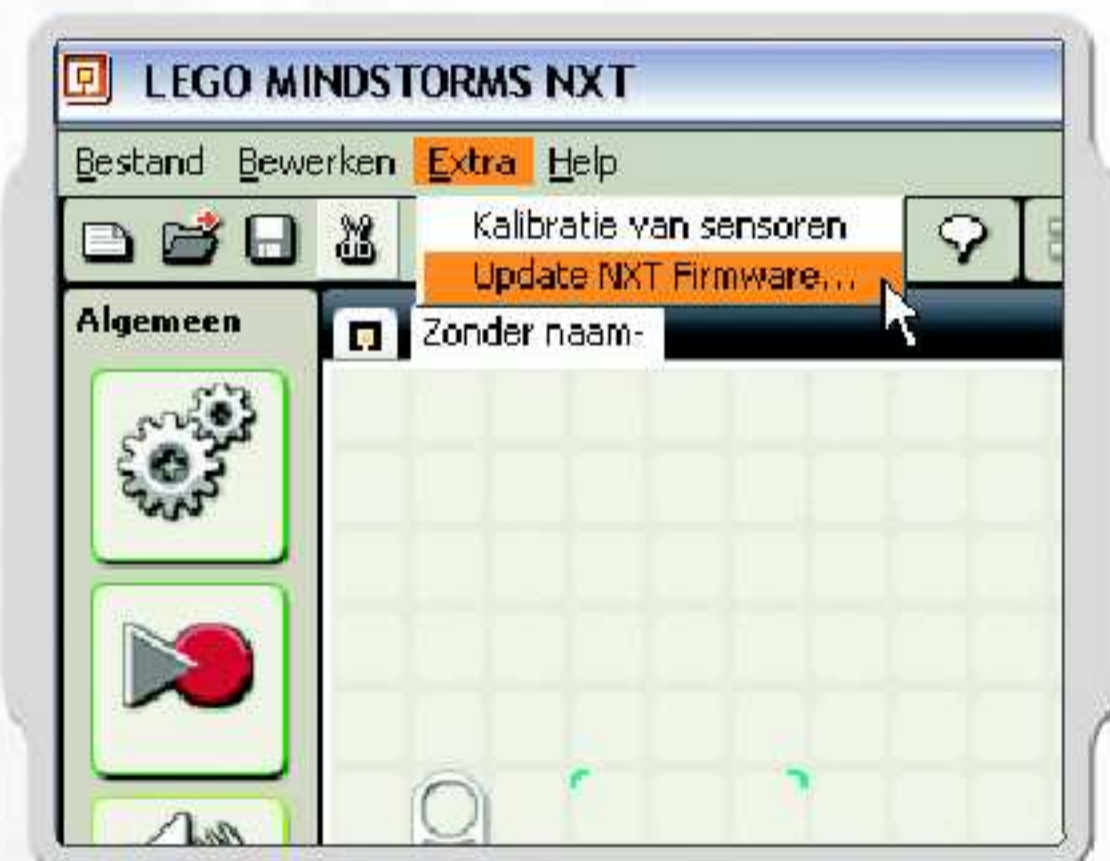 LEGO MINDSTORMS NXT
Bestand Bewerken Extra Help
Kalibratie van sensoren
Update NXT Firmware...
Algemeen
Zonder naam-